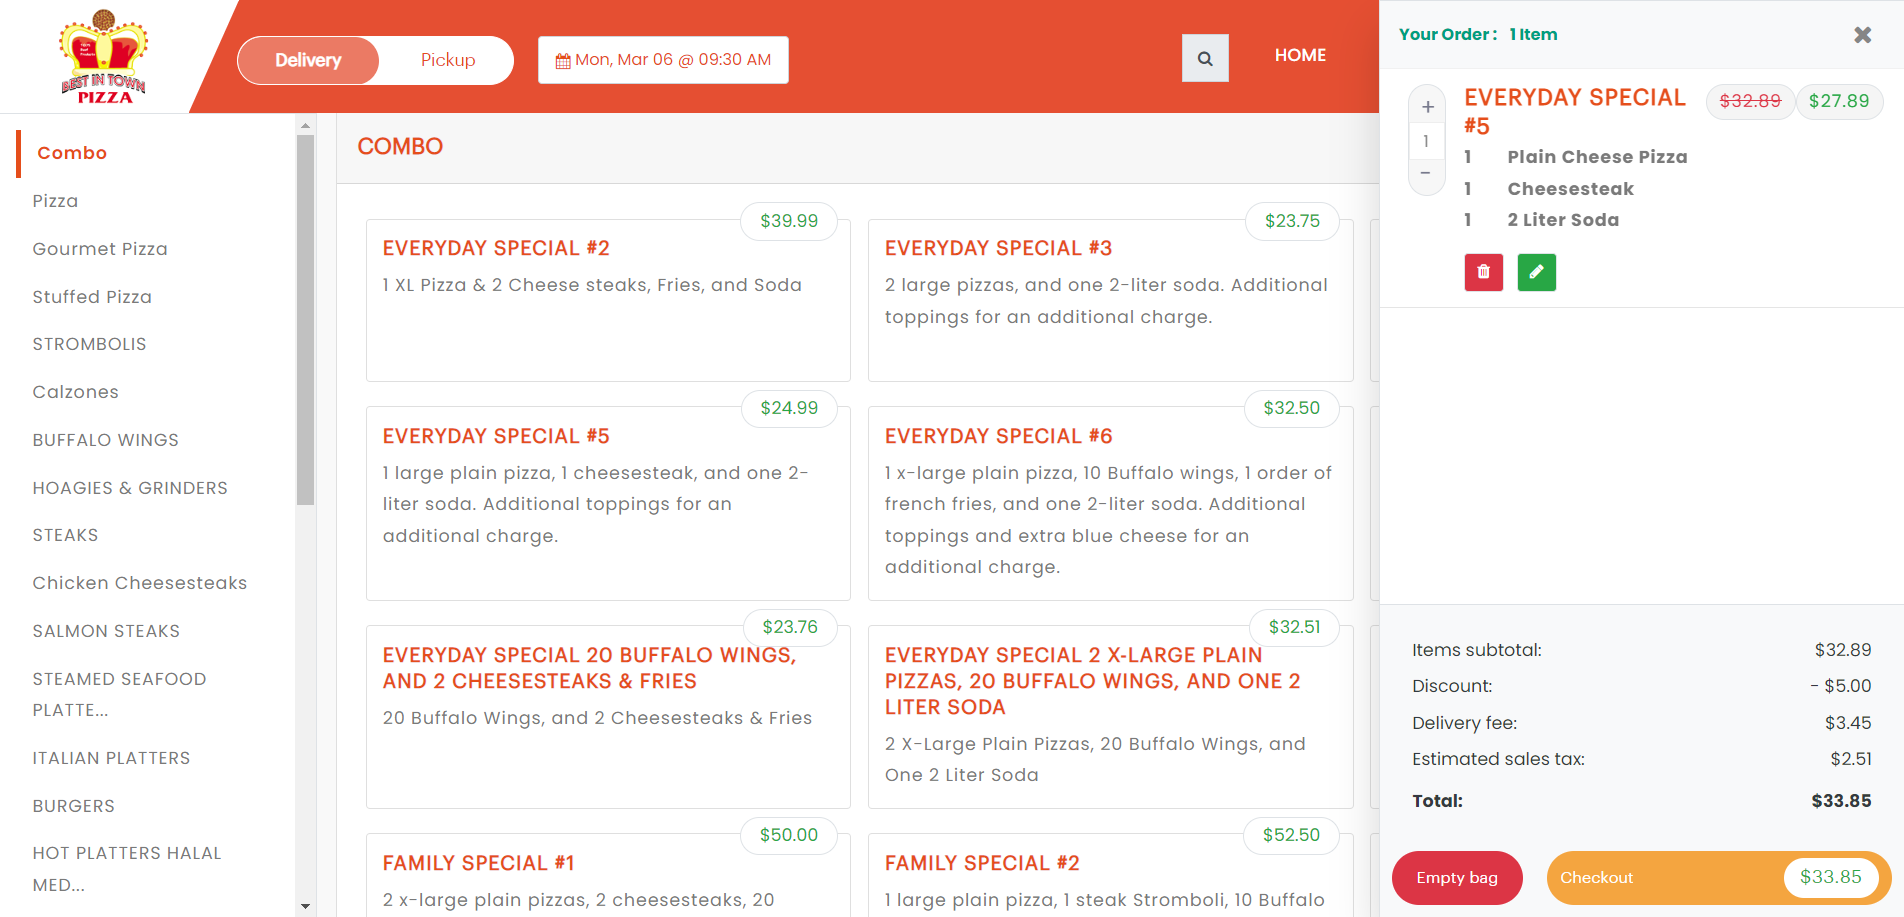 BEST IN TOWN
PIZZA
Delivery
Pickup
Mon, Mar 06 @ 09:30 AM
HOME
Combo
Pizza
Gourmet Pizza
Stuffed Pizza
STROMBOLIS
Calzones
BUFFALO WINGS
HOAGIES & GRINDERS
STEAKS
Chicken Cheesesteaks
SALMON STEAKS
STEAMED SEAFOOD
PLATTE...
ITALIAN PLATTERS
BURGERS
HOT PLATTERS HALAL
MED...
COMBO
$39.99
EVERYDAY SPECIAL #2
1 XL Pizza & 2 Cheese steaks, Fries, and Soda
$23.75
EVERYDAY SPECIAL #3
2 large pizzas, and one 2-liter soda. Additional
toppings for an additional charge.
$24.99
EVERYDAY SPECIAL #5
1 large plain pizza, 1 cheesesteak, and one 2-
liter soda. Additional toppings for an
additional charge.
$32.50
EVERYDAY SPECIAL #6
1 x-large plain pizza, 10 Buffalo wings, 1 order of
french fries, and one 2-liter soda. Additional
toppings and extra blue cheese for an
additional charge.
$23.76
EVERYDAY SPECIAL 20 BUFFALO WINGS,
AND 2 CHEESESTEAKS & FRIES
20 Buffalo Wings, and 2 Cheesesteaks & Fries
$32.51
EVERYDAY SPECIAL 2 X-LARGE PLAIN
PIZZAS, 20 BUFFALO WINGS, AND ONE 2
LITER SODA
2 X-Large Plain Pizzas, 20 Buffalo Wings, and
One 2 Liter Soda
$50.00
FAMILY SPECIAL #1
2 x-large plain pizzas, 2 cheesesteaks, 20
$52.50
FAMILY SPECIAL #2
1 large plain pizza, 1 steak Stromboli, 10 Buffalo
Your Order : 1 Item
+
1
−
EVERYDAY SPECIAL
#5
$32.89 $27.89
1 Plain Cheese Pizza
1 Cheesesteak
1 2 Liter Soda
Items subtotal: $32.89
Discount: - $5.00
Delivery fee: $3.45
Estimated sales tax: $2.51
Total: $33.85
Empty bag
Checkout $33.85